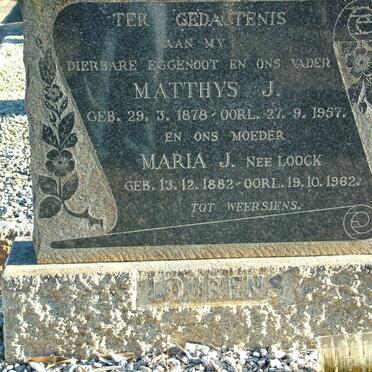 TER GEDAGTENIS
AAN MY
DIERBARE EGGENOOT EN ONS VADER
MATTHYS J.
GEB. 29. 3. 1878 - OORL. 27. 9. 1957.
EN ONS MOEDER
MARIA J. NEE LOOCK
GEB. 13. 12. 1882 - OORL. 19. 10. 1962.
TOT WEERSIENS.
LOURENS